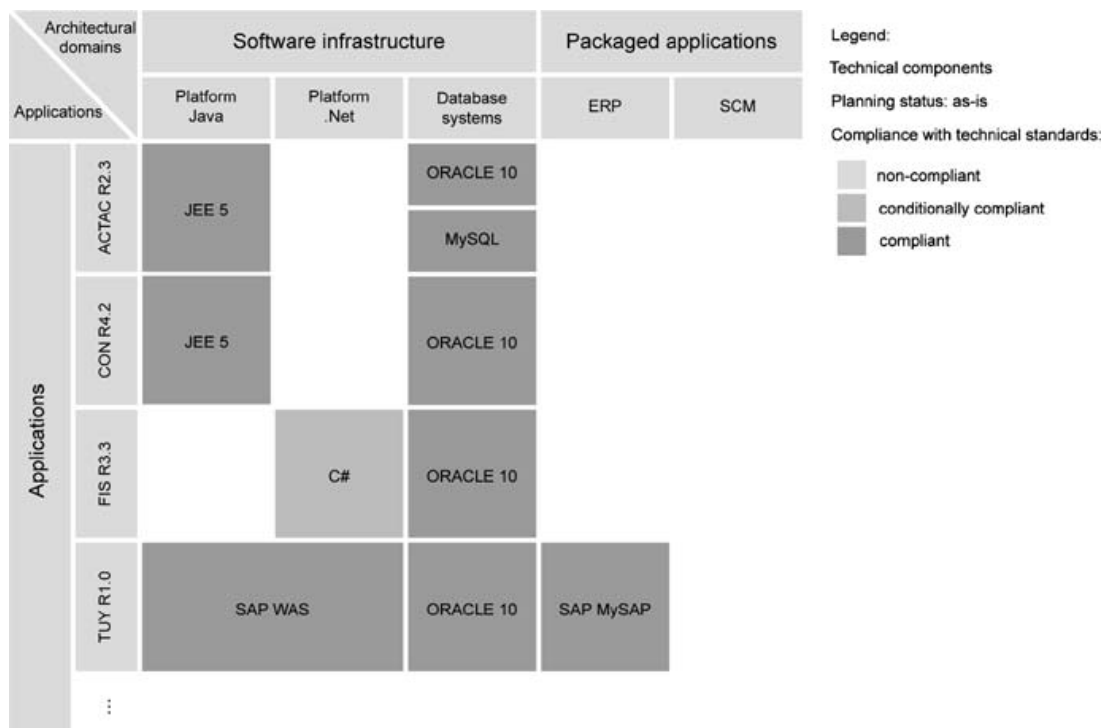 Architectural
domains
Applications
Software infrastructure
Packaged applications
Platform
Java
Platform
.Net
Database
systems
ERP
SCM
Applications
ACTAC R2.3
JEE 5
ORACLE 10
MySQL
CON R4.2
JEE 5
ORACLE 10
FIS R3.3
C#
ORACLE 10
TUY R1.0
SAP WAS
ORACLE 10
SAP MySAP
...
Legend:
Technical components
Planning status: as-is
Compliance with technical standards:
non-compliant
conditionally compliant
compliant